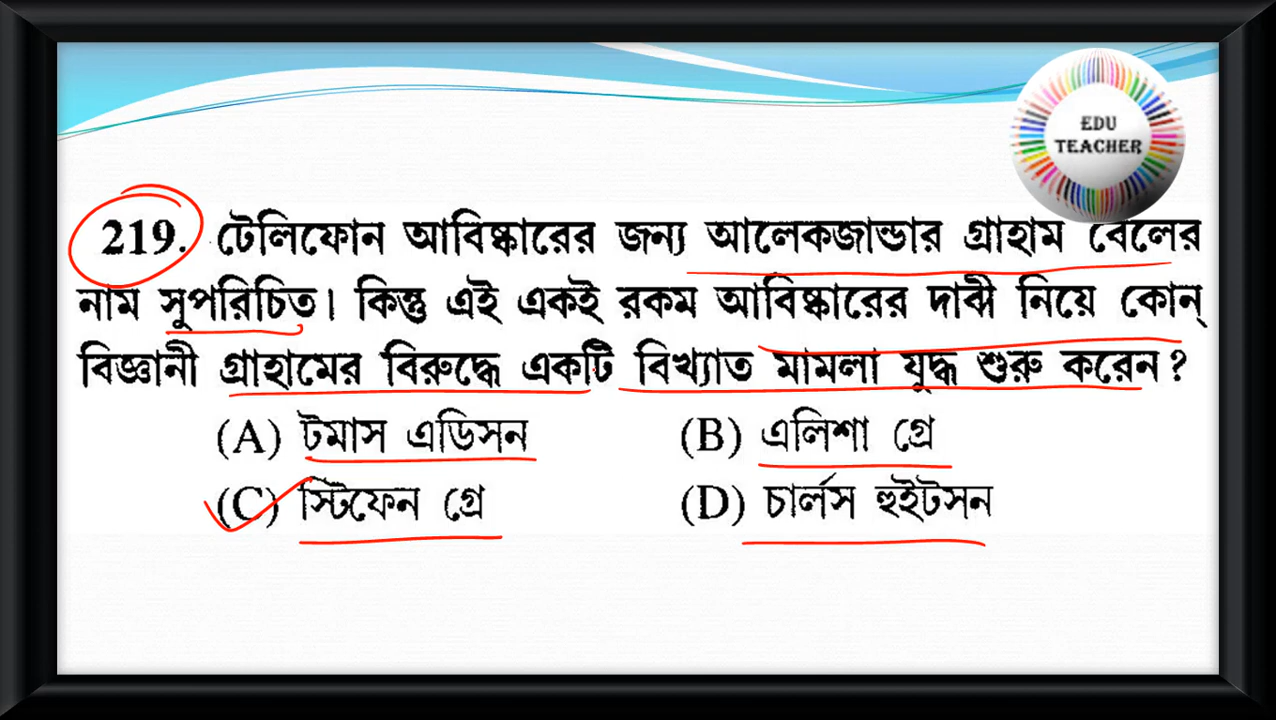 EDU
TEACHER
219. টেলিফোন আবিষ্কারের জন্য আলেকজান্ডার গ্রাহাম বেলের
নাম সুপরিচিত। কিন্তু এই একই রকম আবিষ্কারের দাবী নিয়ে কোন্
বিজ্ঞানী গ্রাহামের বিরুদ্ধে একটি বিখ্যাত মামলা যুদ্ধ শুরু করেন ?
(A) টমাস এডিসন (B) এলিশা গ্রে
(C) স্টিফেন গ্রে (D) চার্লস হুইটসন